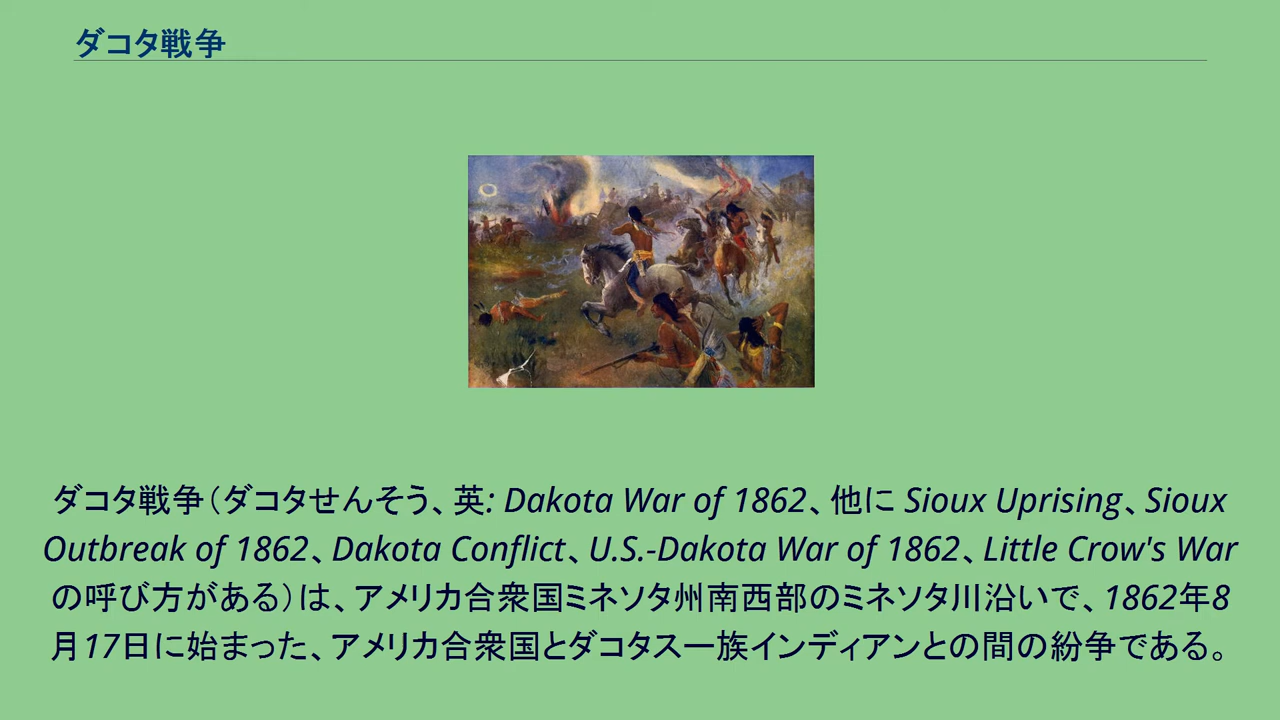 ダコタ戦争
ダコタ戦争（ダコタせんそう、英: Dakota War of 1862、他に Sioux Uprising、Sioux
Outbreak of 1862、Dakota Conflict、U.S.-Dakota War of 1862、Little Crow's War
の呼び方がある）は、アメリカ合衆国ミネソタ州南西部のミネソタ川沿いで、1862年8
月17日に始まった、アメリカ合衆国とダコタスー族インディアンとの間の紛争である。